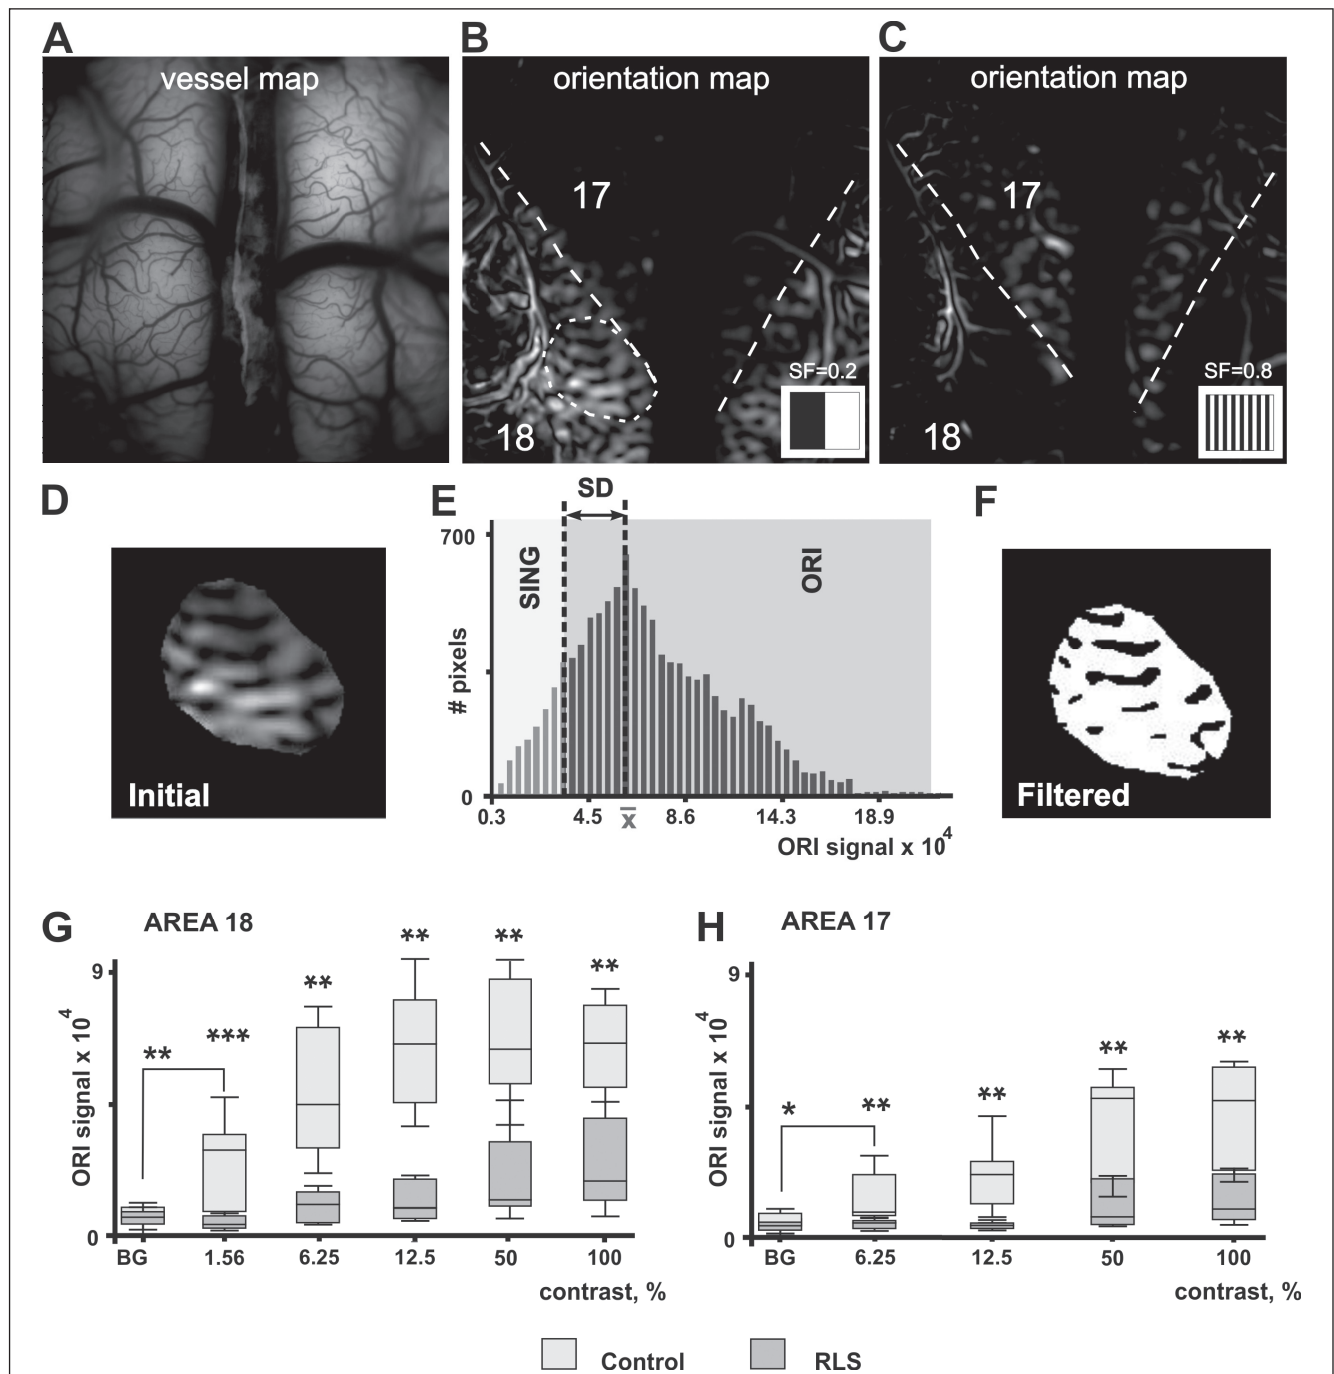 A
B
C
vessel map
orientation map
orientation map
17
17
SF=0.2
SF=0.8
18
18
D
E
F
SD
700
SING
ORI
# pixels
0
0.3
4.5
x̄
8.6
14.3
18.9
ORI signal x 10⁴
Initial
Filtered
G
AREA 18
H
AREA 17
**
***
**
**
**
**
9
ORI signal x 10⁴
0
BG
1.56
6.25
12.5
50
100
contrast, %
*
**
**
**
**
9
ORI signal x 10⁴
0
BG
6.25
12.5
50
100
contrast, %
Control
RLS